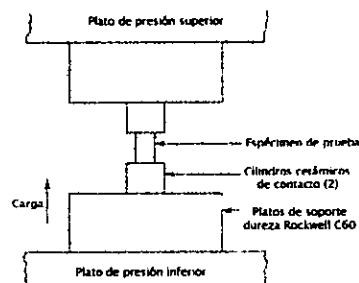 Plato de presión superior
Espécimen de prueba
Cilindros cerámicos
de contacto (2)
Carga
Platos de soporte
dureza Rockwell C60
Plato de presión inferior